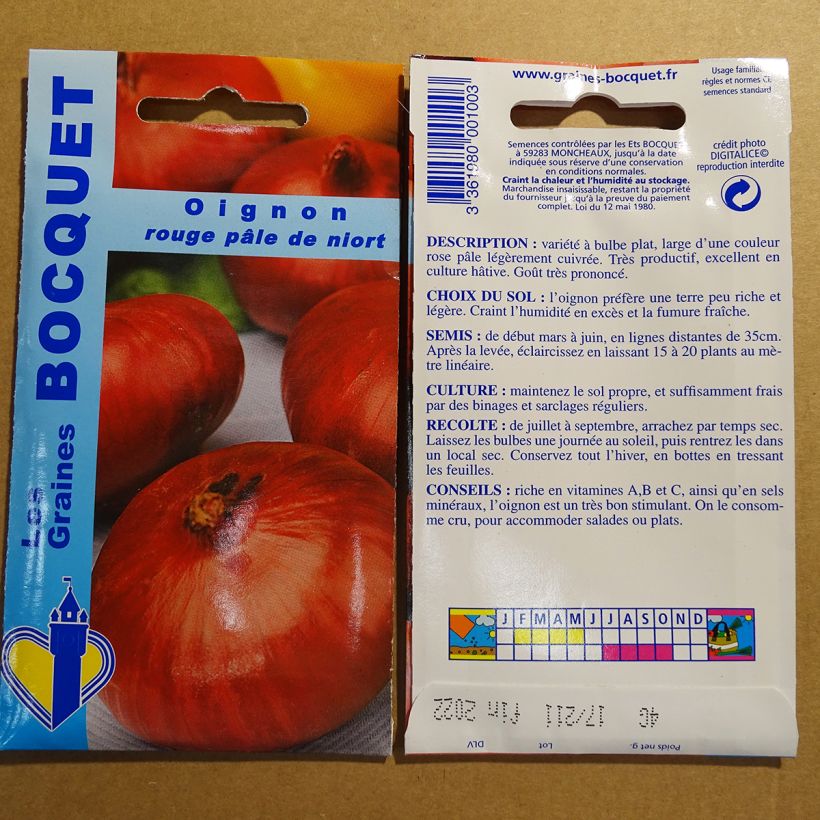 Les
Graines
BOCQUET
Oignon
rouge pâle de niort
www.graines-bocquet.fr
3 361980 001003
Semences contrôlées par les Ets BOCQUET
à 59283 MONCHEAUX, jusqu'à la date
indiquée sous réserve d'une conservation
en conditions normales.
Craint la chaleur et l'humidité au stockage.
Marchandise insaisissable, restant la propriété
du fournisseur jusqu'à la preuve du paiement
complet. Loi du 12 mai 1980.
Usage familial
règles et normes CE
semences standard
crédit photo
DIGITALICE©
reproduction interdite
DESCRIPTION : variété à bulbe plat, large d'une couleur
rose pâle légèrement cuivrée. Très productif, excellent en
culture hâtive. Goût très prononcé.
CHOIX DU SOL : l'oignon préfère une terre peu riche et
légère. Craint l'humidité en excés et la fumure fraîche.
SEMIS : de début mars à juin, en lignes distantes de 35cm.
Après la levée, éclaircissez en laissant 15 à 20 plants au mè-
tre linéaire.
CULTURE : maintenez le sol propre, et suffisamment frais
par des binages et sarclages réguliers.
RECOLTE : de juillet à septembre, arrachez par temps sec.
Laissez les bulbes une journée au soleil, puis rentrez les dans
un local sec. Conservez tout l'hiver, en bottes en tressant
les feuilles.
CONSEILS : riche en vitamines A,B et C, ainsi qu'en sels
minéraux, l'oignon est un très bon stimulant. On le consom-
me cru, pour accommoder salades ou plats.
J F M A M J J A S O N D
4G 17/211 fin 2022
Poids net g. Lot DLV